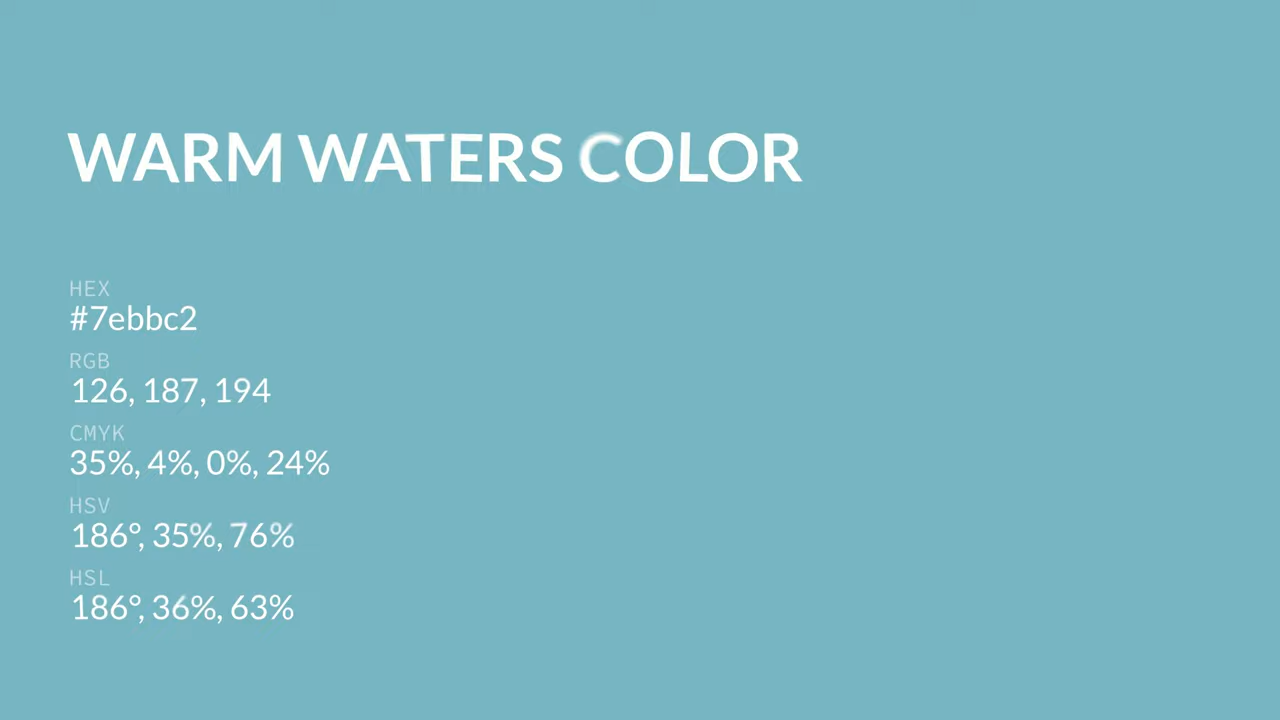 WARM WATERS COLOR
HEX
#7ebbc2
RGB
126, 187, 194
CMYK
35%, 4%, 0%, 24%
HSV
186°, 35%, 76%
HSL
186°, 36%, 63%